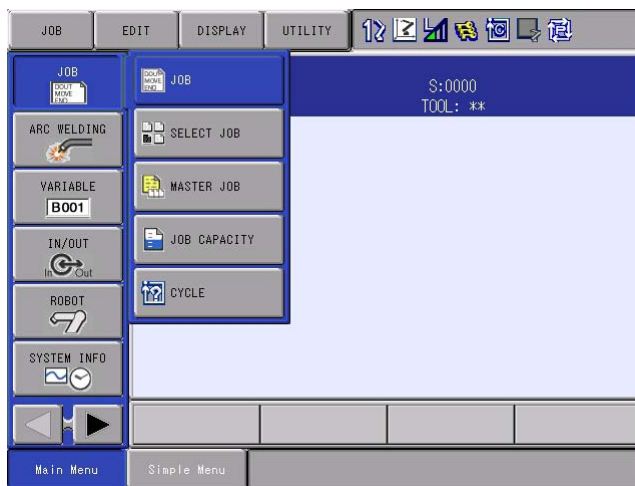 JOB EDIT DISPLAY UTILITY
JOB
DOUT
MOVE
END
ARC WELDING
VARIABLE
B001
IN/OUT
In Out
ROBOT
SYSTEM INFO
DOUT
MOVE
END
JOB
SELECT JOB
MASTER JOB
JOB CAPACITY
CYCLE
S:0000
TOOL: **
Main Menu Simple Menu